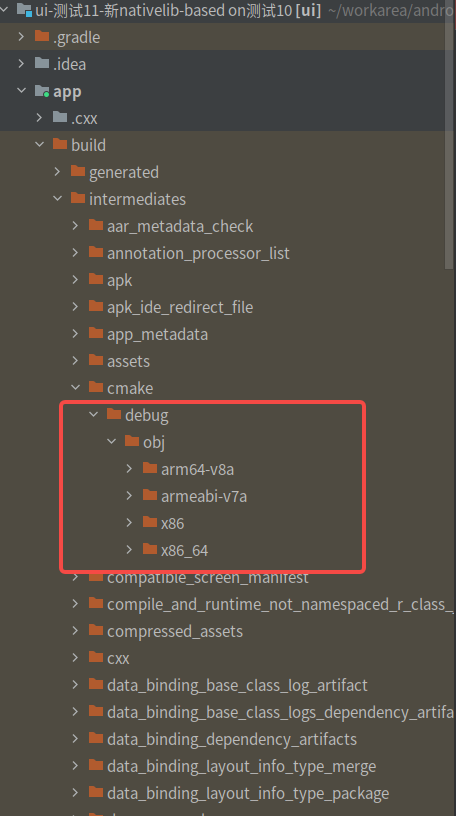 ui-测试11-新nativelib-based on测试10 [ui] ~/workarea/andro
.gradle
.idea
app
.cxx
build
generated
intermediates
aar_metadata_check
annotation_processor_list
apk
apk_ide_redirect_file
app_metadata
assets
cmake
debug
obj
arm64-v8a
armeabi-v7a
x86
x86_64
compatible_screen_manifest
compile_and_runtime_not_namespaced_r_class_
compressed_assets
cxx
data_binding_base_class_log_artifact
data_binding_base_class_logs_dependency_artifa
data_binding_dependency_artifacts
data_binding_layout_info_type_merge
data_binding_layout_info_type_package